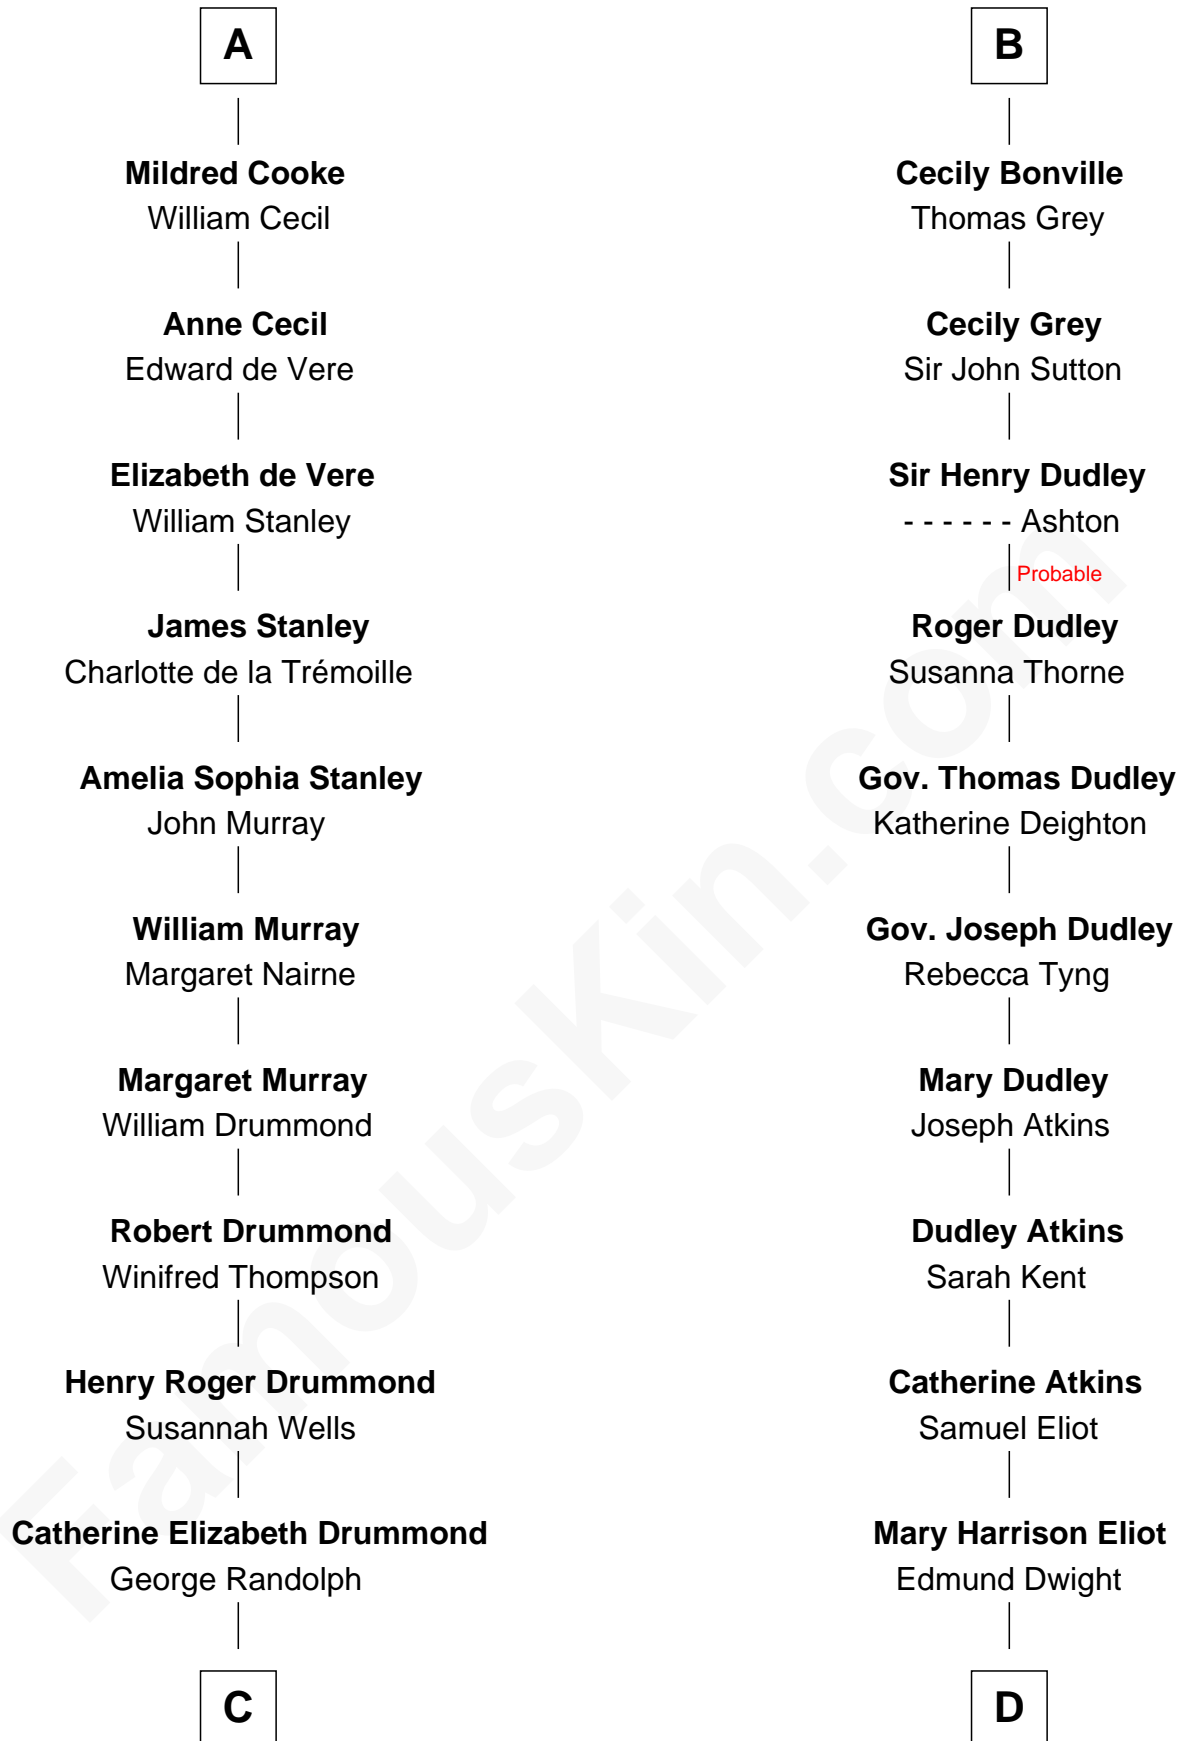 A
Mildred Cooke
William Cecil
Anne Cecil
Edward de Vere
Elizabeth de Vere
William Stanley
James Stanley
Charlotte de la Trémoille
Amelia Sophia Stanley
John Murray
William Murray
Margaret Nairne
Margaret Murray
William Drummond
Robert Drummond
Winifred Thompson
Henry Roger Drummond
Susannah Wells
Catherine Elizabeth Drummond
George Randolph
C
B
Cecily Bonville
Thomas Grey
Cecily Grey
Sir John Sutton
Sir Henry Dudley
- - - - - - Ashton
Probable
Roger Dudley
Susanna Thorne
Gov. Thomas Dudley
Katherine Deighton
Gov. Joseph Dudley
Rebecca Tyng
Mary Dudley
Joseph Atkins
Dudley Atkins
Sarah Kent
Catherine Atkins
Samuel Eliot
Mary Harrison Eliot
Edmund Dwight
D
FamousKin.com